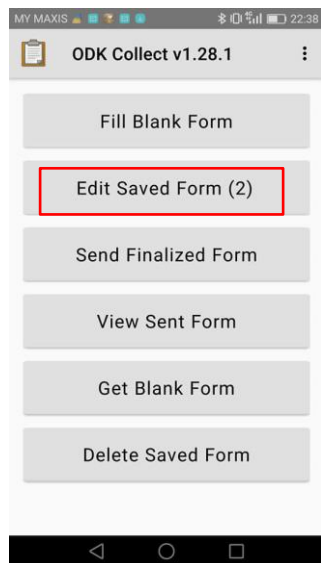 MY MAXIS 22:38
ODK Collect v1.28.1
Fill Blank Form
Edit Saved Form (2)
Send Finalized Form
View Sent Form
Get Blank Form
Delete Saved Form